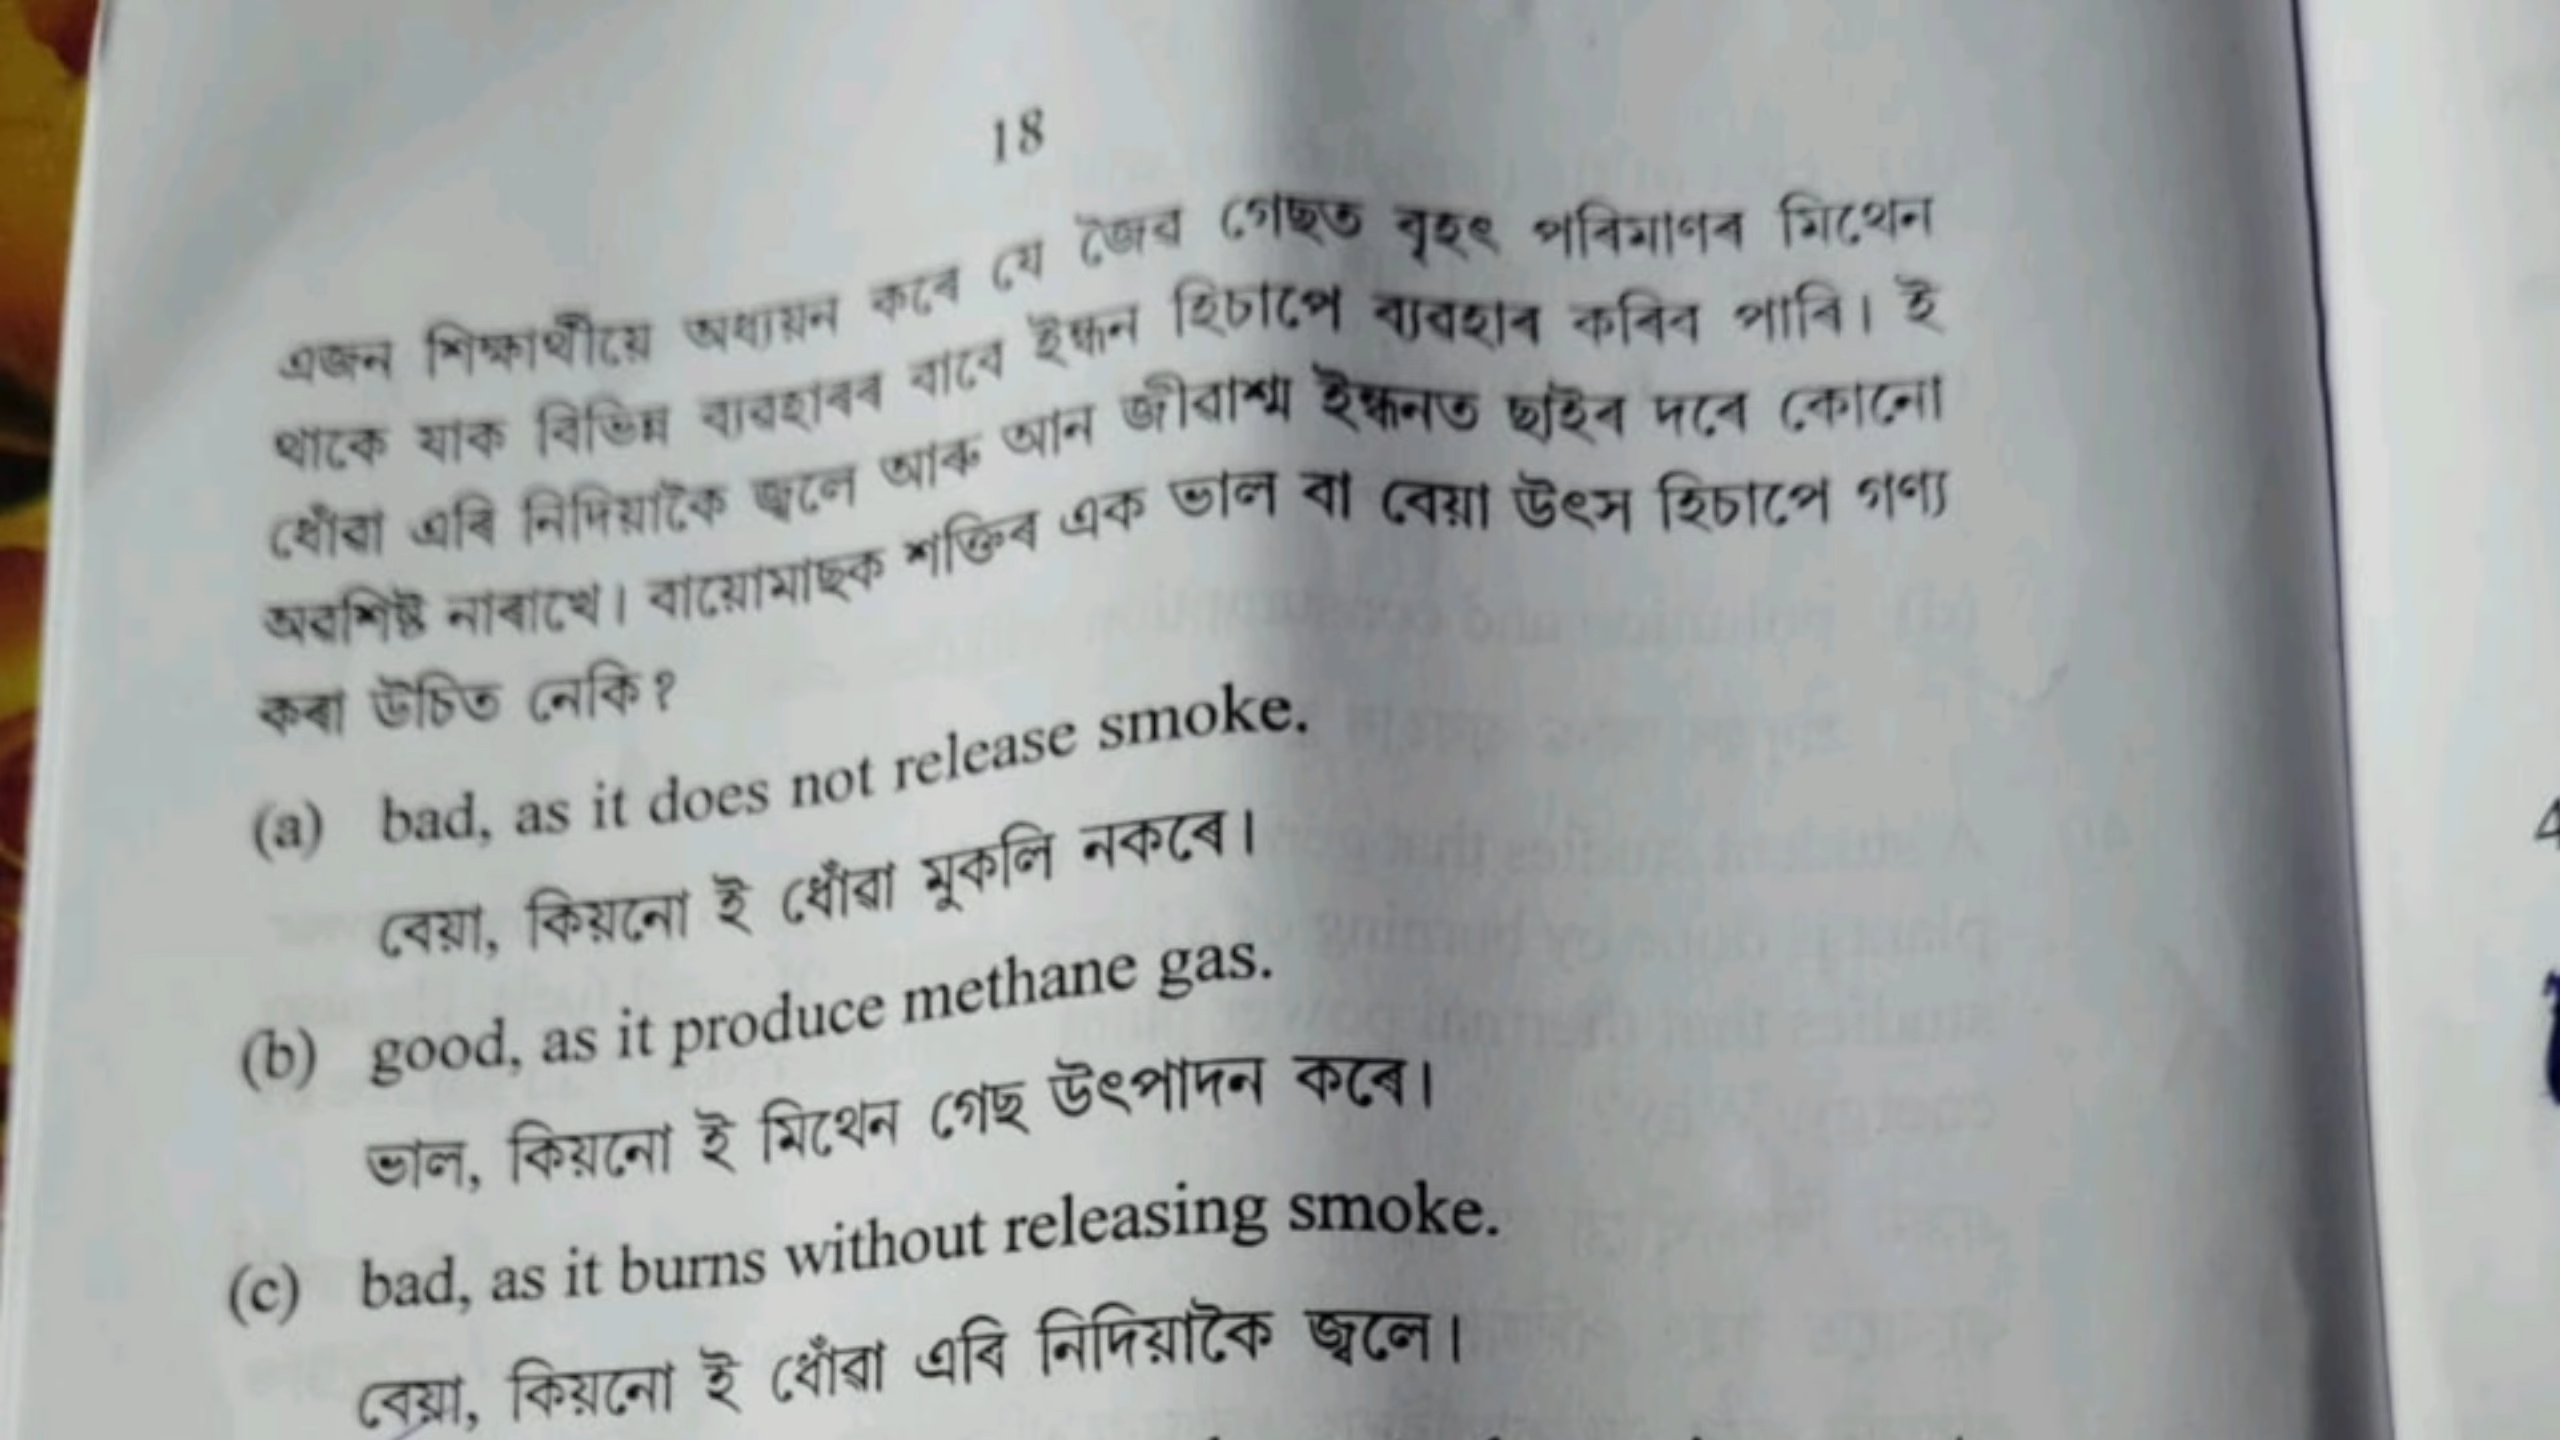 18
এজন শিক্ষাৰ্থীয়ে অধ্যয়ন কৰে যে জৈৱ গেছত বৃহৎ পৰিমাণৰ মিথেন
থাকে যাক বিভিন্ন ব্যৱহাৰৰ বাবে ইন্ধন হিচাপে ব্যৱহাৰ কৰিব পাৰি। ই
ধোঁৱা এৰি নিদিয়াকৈ জ্বলে আৰু আন জীৱাশ্ম ইন্ধনত ছাইৰ দৰে কোনো
অৱশিষ্ট নাৰাখে। বায়োমাছক শক্তিৰ এক ভাল বা বেয়া উৎস হিচাপে গণ্য
কৰা উচিত নেকি?
(a) bad, as it does not release smoke.
বেয়া, কিয়নো ই ধোঁৱা মুকলি নকৰে।
(b) good, as it produce methane gas.
ভাল, কিয়নো ই মিথেন গেছ উৎপাদন কৰে।
(c) bad, as it burns without releasing smoke.
বেয়া, কিয়নো ই ধোঁৱা এৰি নিদিয়াকৈ জ্বলে।